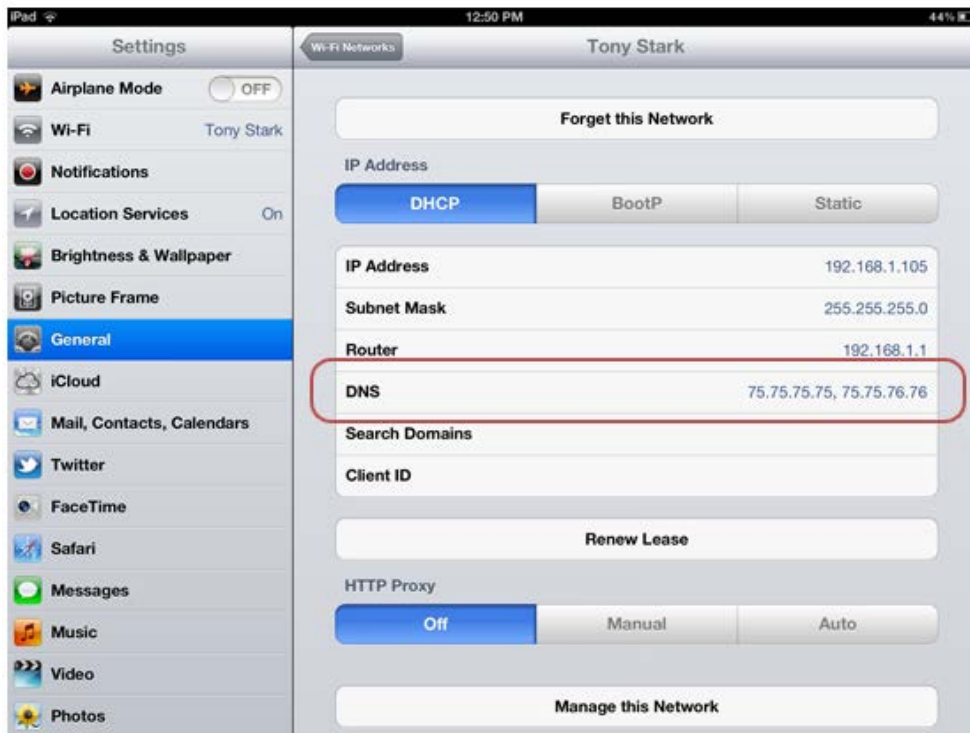 iPad 12:50 PM 44%
Settings
Wi-Fi Networks Tony Stark
Airplane Mode OFF
Wi-Fi Tony Stark
Notifications
Location Services On
Brightness & Wallpaper
Picture Frame
General
iCloud
Mail, Contacts, Calendars
Twitter
FaceTime
Safari
Messages
Music
Video
Photos
Forget this Network
IP Address
DHCP BootP Static
IP Address 192.168.1.105
Subnet Mask 255.255.255.0
Router 192.168.1.1
DNS 75.75.75.75, 75.75.76.76
Search Domains
Client ID
Renew Lease
HTTP Proxy
Off Manual Auto
Manage this Network